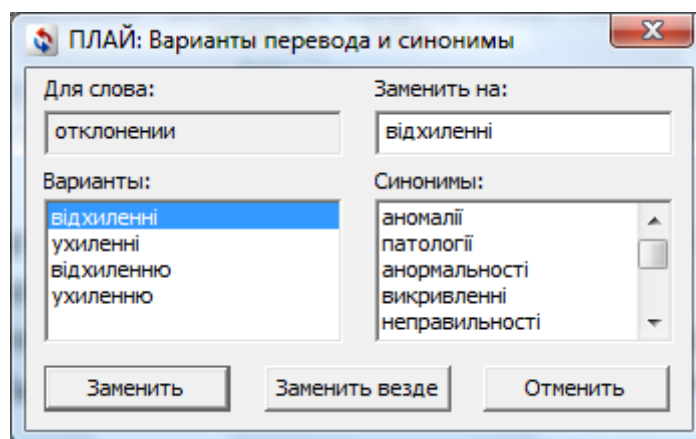 ПЛАЙ: Варианты перевода и синонимы
Для слова:
Заменить на:
отклонении
відхиленні
Варианты:
Синонимы:
відхиленні
ухиленні
відхиленню
ухиленню
аномалії
патології
анормальності
викривленні
неправильності
Заменить
Заменить везде
Отменить